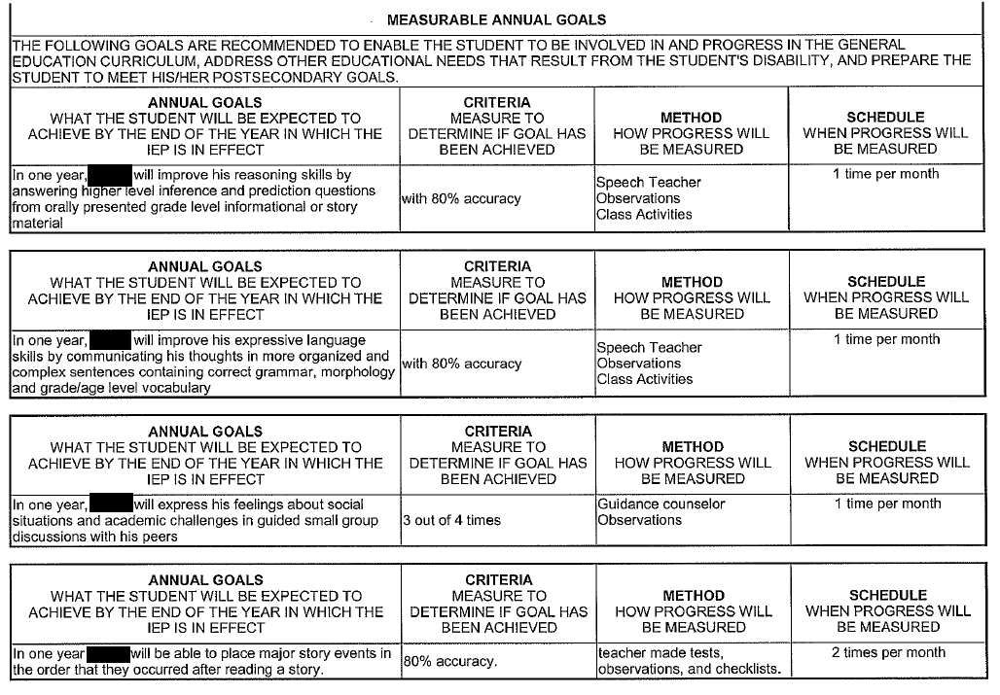 MEASURABLE ANNUAL GOALS
THE FOLLOWING GOALS ARE RECOMMENDED TO ENABLE THE STUDENT TO BE INVOLVED IN AND PROGRESS IN THE GENERAL
EDUCATION CURRICULUM, ADDRESS OTHER EDUCATIONAL NEEDS THAT RESULT FROM THE STUDENT'S DISABILITY, AND PREPARE THE
STUDENT TO MEET HIS/HER POSTSECONDARY GOALS.
ANNUAL GOALS
WHAT THE STUDENT WILL BE EXPECTED TO
ACHIEVE BY THE END OF THE YEAR IN WHICH THE
IEP IS IN EFFECT
CRITERIA
MEASURE TO
DETERMINE IF GOAL HAS
BEEN ACHIEVED
METHOD
HOW PROGRESS WILL
BE MEASURED
SCHEDULE
WHEN PROGRESS WILL
BE MEASURED
In one year, will improve his reasoning skills by
answering higher level inference and prediction questions
from orally presented grade level informational or story
material
with 80% accuracy
Speech Teacher
Observations
Class Activities
1 time per month
ANNUAL GOALS
WHAT THE STUDENT WILL BE EXPECTED TO
ACHIEVE BY THE END OF THE YEAR IN WHICH THE
IEP IS IN EFFECT
CRITERIA
MEASURE TO
DETERMINE IF GOAL HAS
BEEN ACHIEVED
METHOD
HOW PROGRESS WILL
BE MEASURED
SCHEDULE
WHEN PROGRESS WILL
BE MEASURED
In one year, will improve his expressive language
skills by communicating his thoughts in more organized and
complex sentences containing correct grammar, morphology
and grade/age level vocabulary
with 80% accuracy
Speech Teacher
Observations
Class Activities
1 time per month
ANNUAL GOALS
WHAT THE STUDENT WILL BE EXPECTED TO
ACHIEVE BY THE END OF THE YEAR IN WHICH THE
IEP IS IN EFFECT
CRITERIA
MEASURE TO
DETERMINE IF GOAL HAS
BEEN ACHIEVED
METHOD
HOW PROGRESS WILL
BE MEASURED
SCHEDULE
WHEN PROGRESS WILL
BE MEASURED
In one year, will express his feelings about social
situations and academic challenges in guided small group
discussions with his peers
3 out of 4 times
Guidance counselor
Observations
1 time per month
ANNUAL GOALS
WHAT THE STUDENT WILL BE EXPECTED TO
ACHIEVE BY THE END OF THE YEAR IN WHICH THE
IEP IS IN EFFECT
CRITERIA
MEASURE TO
DETERMINE IF GOAL HAS
BEEN ACHIEVED
METHOD
HOW PROGRESS WILL
BE MEASURED
SCHEDULE
WHEN PROGRESS WILL
BE MEASURED
In one year will be able to place major story events in
the order that they occurred after reading a story.
80% accuracy.
teacher made tests,
observations, and checklists.
2 times per month